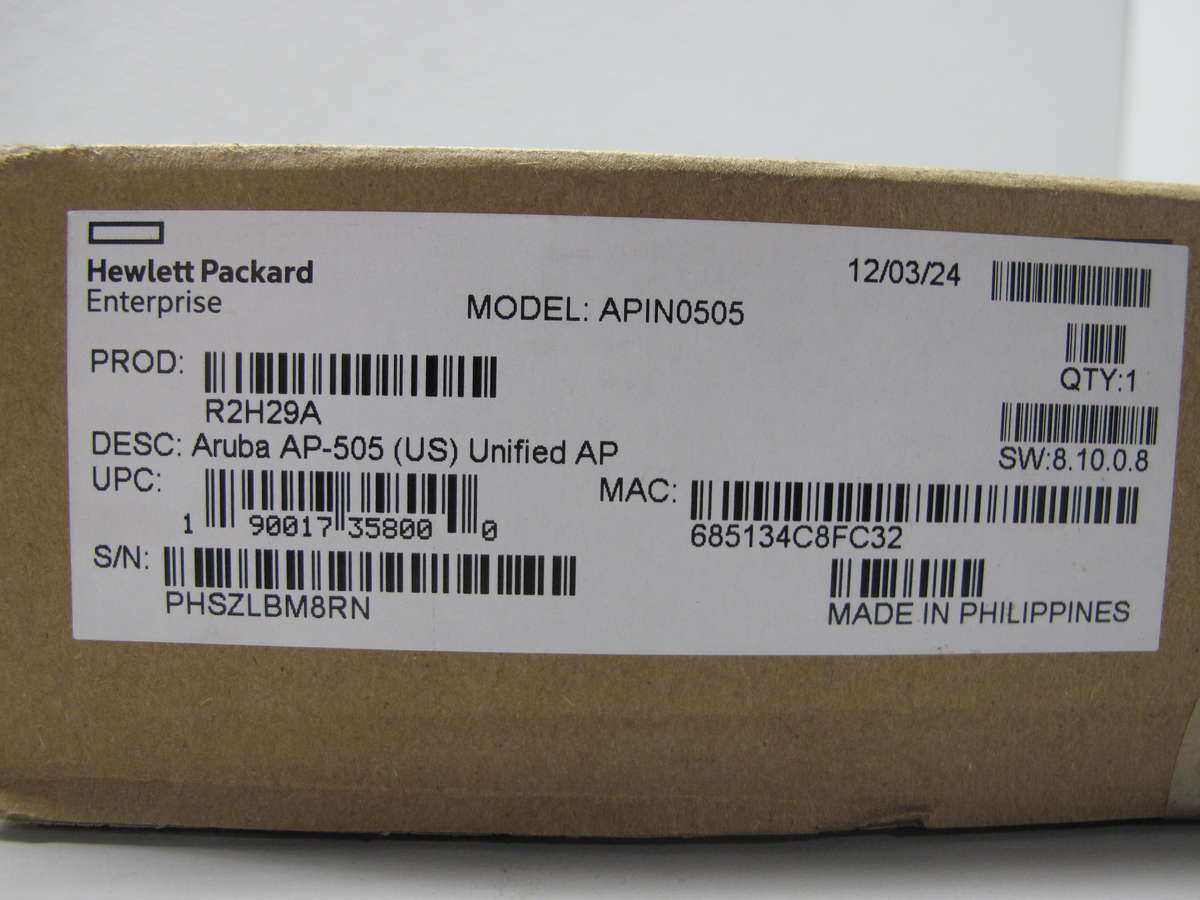 Hewlett Packard
Enterprise
MODEL: APIN0505
12/03/24
PROD:
R2H29A
QTY:1
DESC: Aruba AP-505 (US) Unified AP
SW:8.10.0.8
UPC:
1 90017 35800 0
MAC:
685134C8FC32
S/N:
PHSZLBM8RN
MADE IN PHILIPPINES